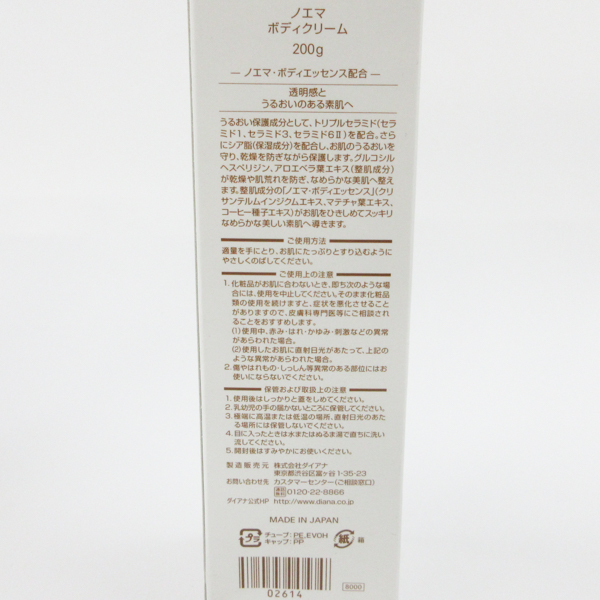 ノエマ
ボディクリーム
200g
― ノエマ・ボディエッセンス配合 ―
透明感と
うるおいのある素肌へ
うるおい保護成分として、トリプルセラミド(セラ
ミド1、セラミド3、セラミド6Ⅱ)を配合。さら
にシア脂(保湿成分)を配合し、お肌のうるおいを
守り、乾燥を防ぎながら保護します。グルコシル
ヘスペリジン、アロエベラ葉エキス(整肌成分)
が乾燥や肌荒れを防ぎ、なめらかな美肌へ整え
ます。整肌成分の「ノエマ・ボディエッセンス」(クリ
サンテルムインジクムエキス、マテチャ葉エキス、
コーヒー種子エキス)がお肌をひきしめてスッキリ
なめらかな美しい素肌へ導きます。
ご使用方法
適量を手にとり、お肌にたっぷりとすり込むように
やさしくのばしてください。
ご使用上の注意
1. 化粧品がお肌に合わないとき、即ち次のような場
合には、使用を中止してください。そのまま化粧品
類の使用を続けますと、症状を悪化させること
がありますので、皮膚科専門医等にご相談され
ることをおすすめします。
(1)使用中、赤み・はれ・かゆみ・刺激などの異常
があらわれた場合。
(2)使用したお肌に直射日光があたって、上記の
ような異常があらわれた場合。
2. 傷やはれもの・しっしん等異常のある部位にはお
使いにならないでください。
保管および取扱上の注意
1. 使用後はしっかりと蓋をしめてください。
2. 乳幼児の手の届かないところに保管してください。
3. 極端に高温または低温の場所、直射日光のあた
る場所には保管しないでください。
4. 目に入ったときは水またはぬるま湯で直ちに洗い
流してください。
5. 開封後はすみやかにお使いください。
製造販売元 株式会社ダイアナ
東京都渋谷区富ヶ谷1-35-23
お問い合わせ先 カスタマーセンター(ご相談窓口)
0120-22-8866
ダイアナ公式HP http://www.diana.co.jp
MADE IN JAPAN
プラ チューブ:PE,EVOH
キャップ:PP
紙 箱
02614
6000